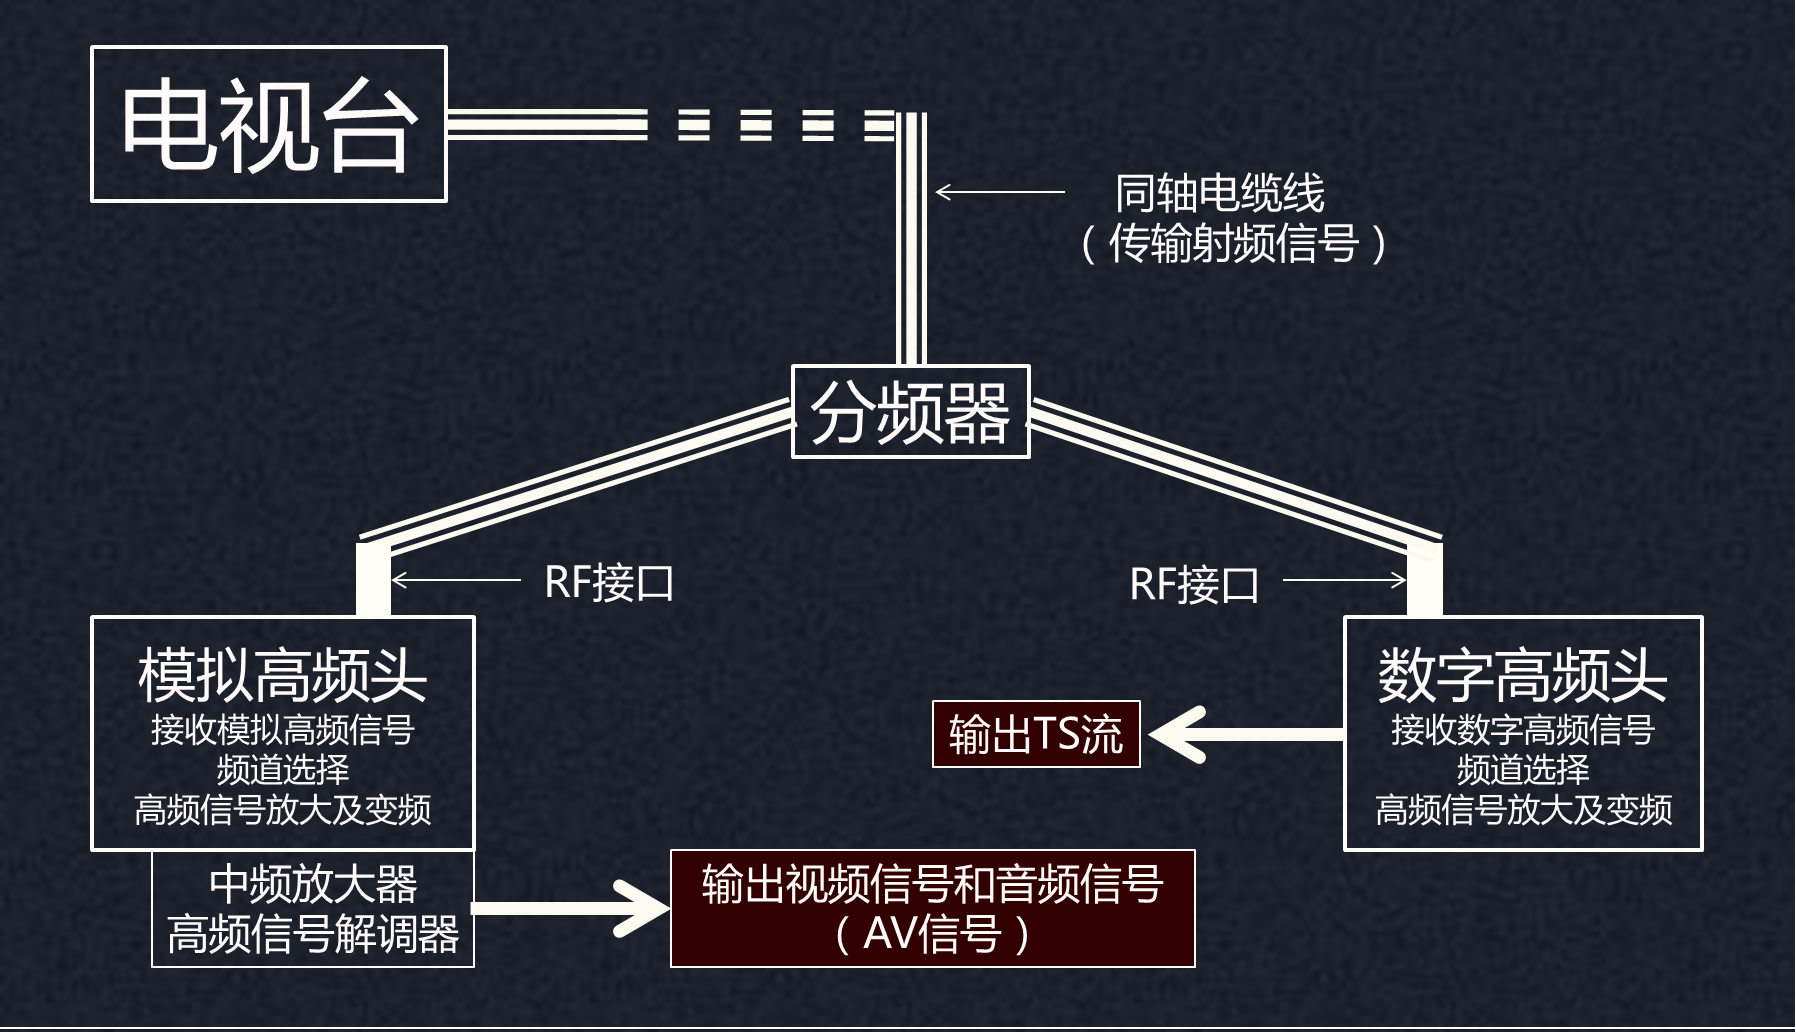 电视台
同轴电缆线
（传输射频信号）
分频器
RF接口
RF接口
模拟高频头
接收模拟高频信号
频道选择
高频信号放大及变频
数字高频头
接收数字高频信号
频道选择
高频信号放大及变频
输出TS流
中频放大器
高频信号解调器
输出视频信号和音频信号
（AV信号）